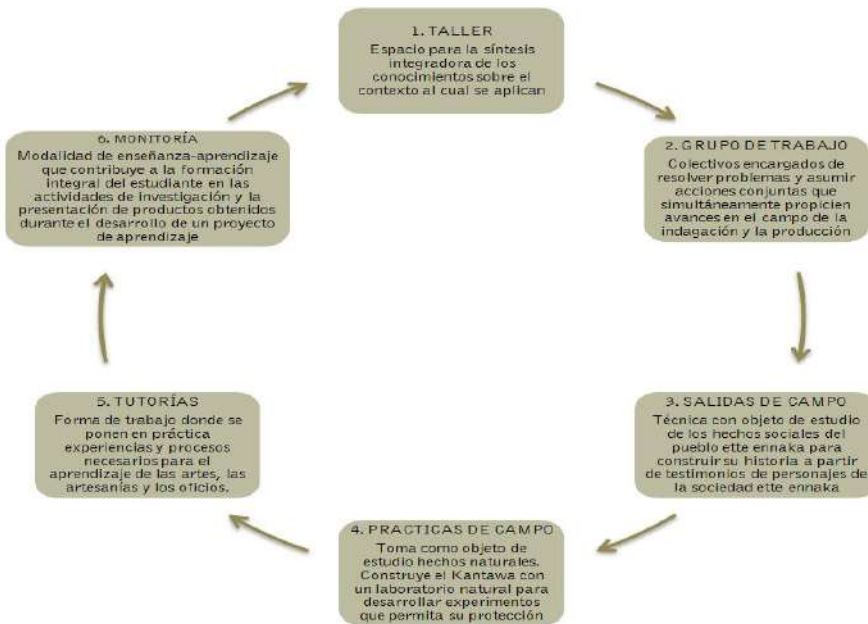 1. TALLER
Espacio para la síntesis
integradora de los
conocimientos sobre el
contexto al cual se aplican
2. GRUPO DE TRABAJO
Colectivos encargados de
resolver problemas y asumir
acciones conjuntas que
simultáneamente propicien
avances en el campo de la
indagación y la producción
3. SALIDAS DE CAMPO
Técnica con objeto de estudio
de los hechos sociales del
pueblo ette ennaka para
construir su historia a partir
de testimonios de personajes de
la sociedad ette ennaka
4. PRACTICAS DE CAMPO
Toma como objeto de
estudio hechos naturales.
Construye el Kantawa con
un laboratorio natural para
desarrollar experimentos
que permita su protección
5. TUTORÍAS
Forma de trabajo donde se
ponen en práctica
experiencias y procesos
necesarios para el
aprendizaje de las artes, las
artesanías y los oficios.
6. MONITORÍA
Modalidad de enseñanza-aprendizaje
que contribuye a la formación
integral del estudiante en las
actividades de investigación y la
presentación de productos obtenidos
durante el desarrollo de un proyecto
de aprendizaje